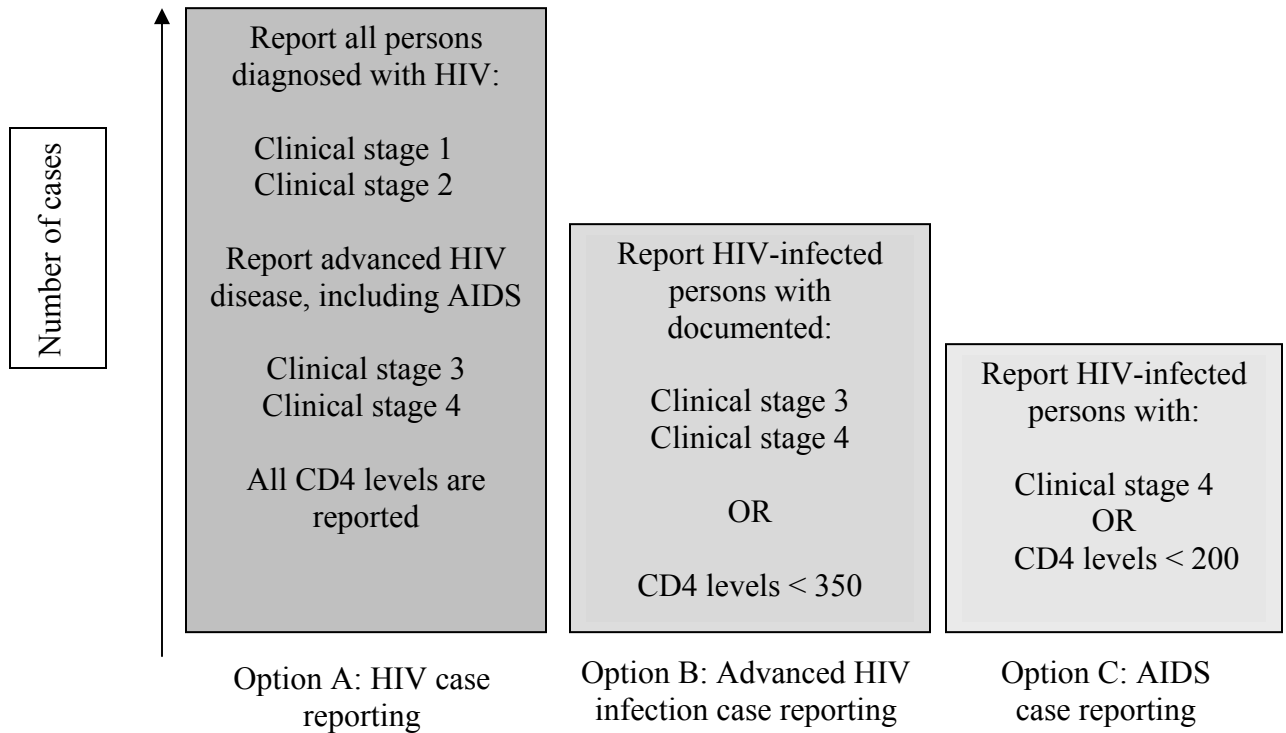 Number of cases
Report all persons
diagnosed with HIV:
Clinical stage 1
Clinical stage 2
Report advanced HIV
disease, including AIDS
Clinical stage 3
Clinical stage 4
All CD4 levels are
reported
Option A: HIV case
reporting
Report HIV-infected
persons with
documented:
Clinical stage 3
Clinical stage 4
OR
CD4 levels < 350
Option B: Advanced HIV
infection case reporting
Report HIV-infected
persons with:
Clinical stage 4
OR
CD4 levels < 200
Option C: AIDS
case reporting